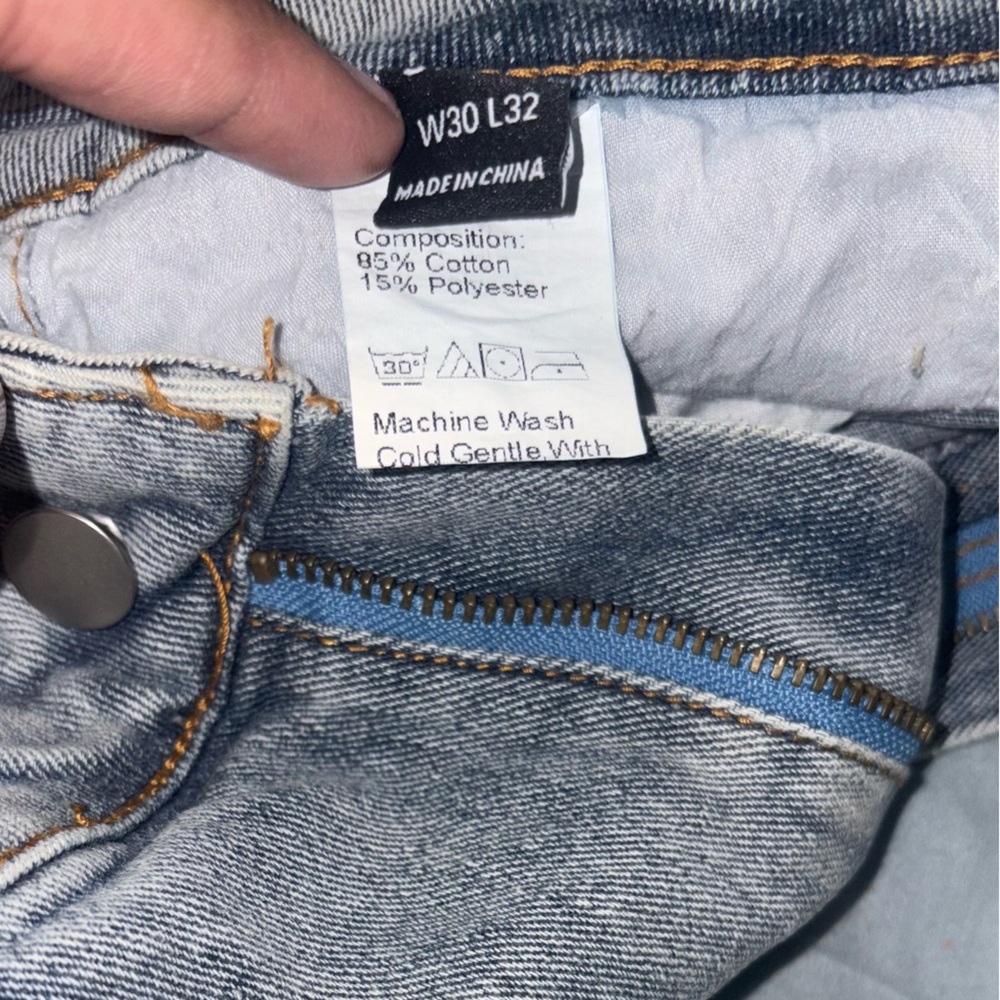 W30 L32
MADE IN CHINA
Composition:
85% Cotton
15% Polyester
30°
Machine Wash
Cold Gentle,With